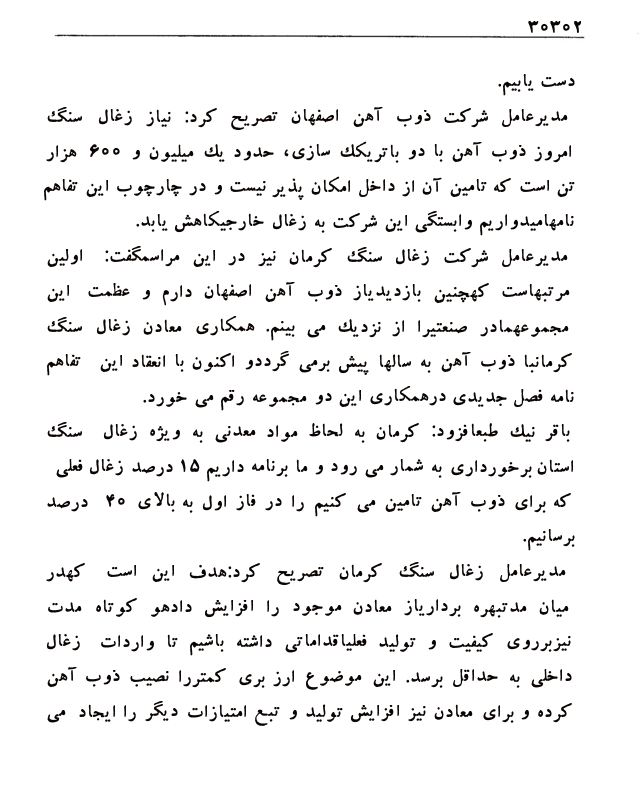 ۳۰۳۰۲
دست یابیم.
مدیرعامل شرکت ذوب آهن اصفهان تصریح کرد: نیاز زغال سنگ
امروز ذوب آهن با دو باتریکک سازی، حدود یك میلیون و ۶۰۰ هزار
تن است که تامین آن از داخل امکان پذیر نیست و در چارچوب این تفاهم
نامهامیدواریم وابستگی این شرکت به زغال خارجیکاهش یابد.
مدیرعامل شرکت زغال سنگ کرمان نیز در این مراسمگفت: اولین
مرتبهاست کهچنین بازدیدیاز ذوب آهن اصفهان دارم و عظمت این
مجموعهمادر صنعتیرا از نزدیك می بینم. همکاری معادن زغال سنگ
کرمانبا ذوب آهن به سالها پیش برمی گرددو اکنون با انعقاد این تفاهم
نامه فصل جدیدی درهمکاری این دو مجموعه رقم می خورد.
باقر نیك طبعافزود: کرمان به لحاظ مواد معدنی به ویژه زغال سنگ
استان برخورداری به شمار می رود و ما برنامه داریم ۱۵ درصد زغال فعلی
که برای ذوب آهن تامین می کنیم را در فاز اول به بالای ۴۰ درصد
برسانیم.
مدیرعامل زغال سنگ کرمان تصریح کرد:هدف این است کهدر
میان مدتبهره بردارياز معادن موجود را افزایش دادهو کوتاه مدت
نیزبرروی کیفیت و تولید فعلیاقداماتی داشته باشیم تا واردات زغال
داخلی به حداقل برسد. این موضوع ارز بری کمتررا نصیب ذوب آهن
کرده و برای معادن نیز افزایش تولید و تبع امتیازات دیگر را ایجاد می